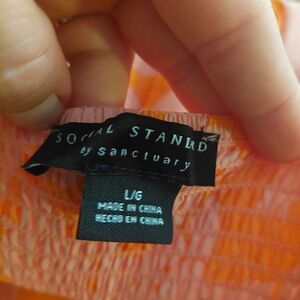 SOCIAL STANDARD
by sanctuary
L/G
MADE IN CHINA
HECHO EN CHINA